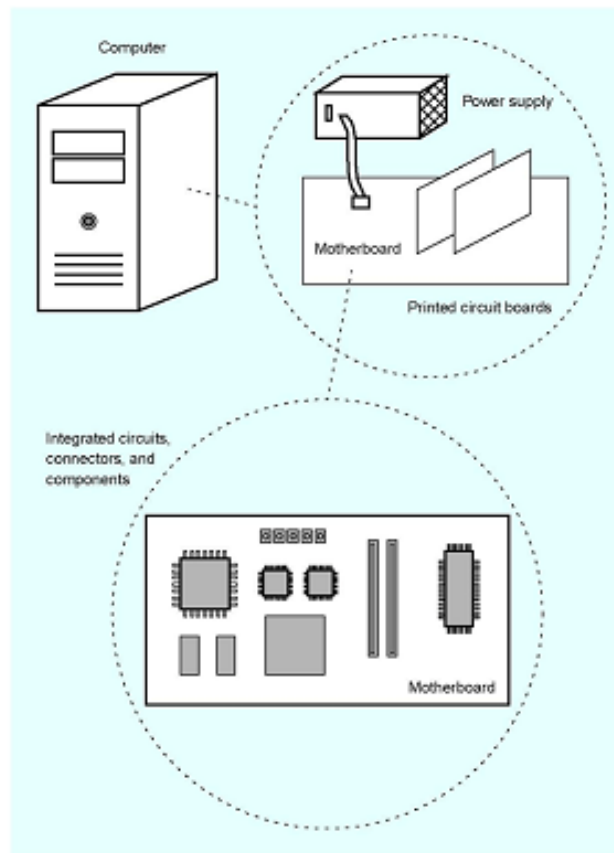 Computer
Power supply
Motherboard
Printed circuit boards
Integrated circuits,
connectors, and
components
Motherboard